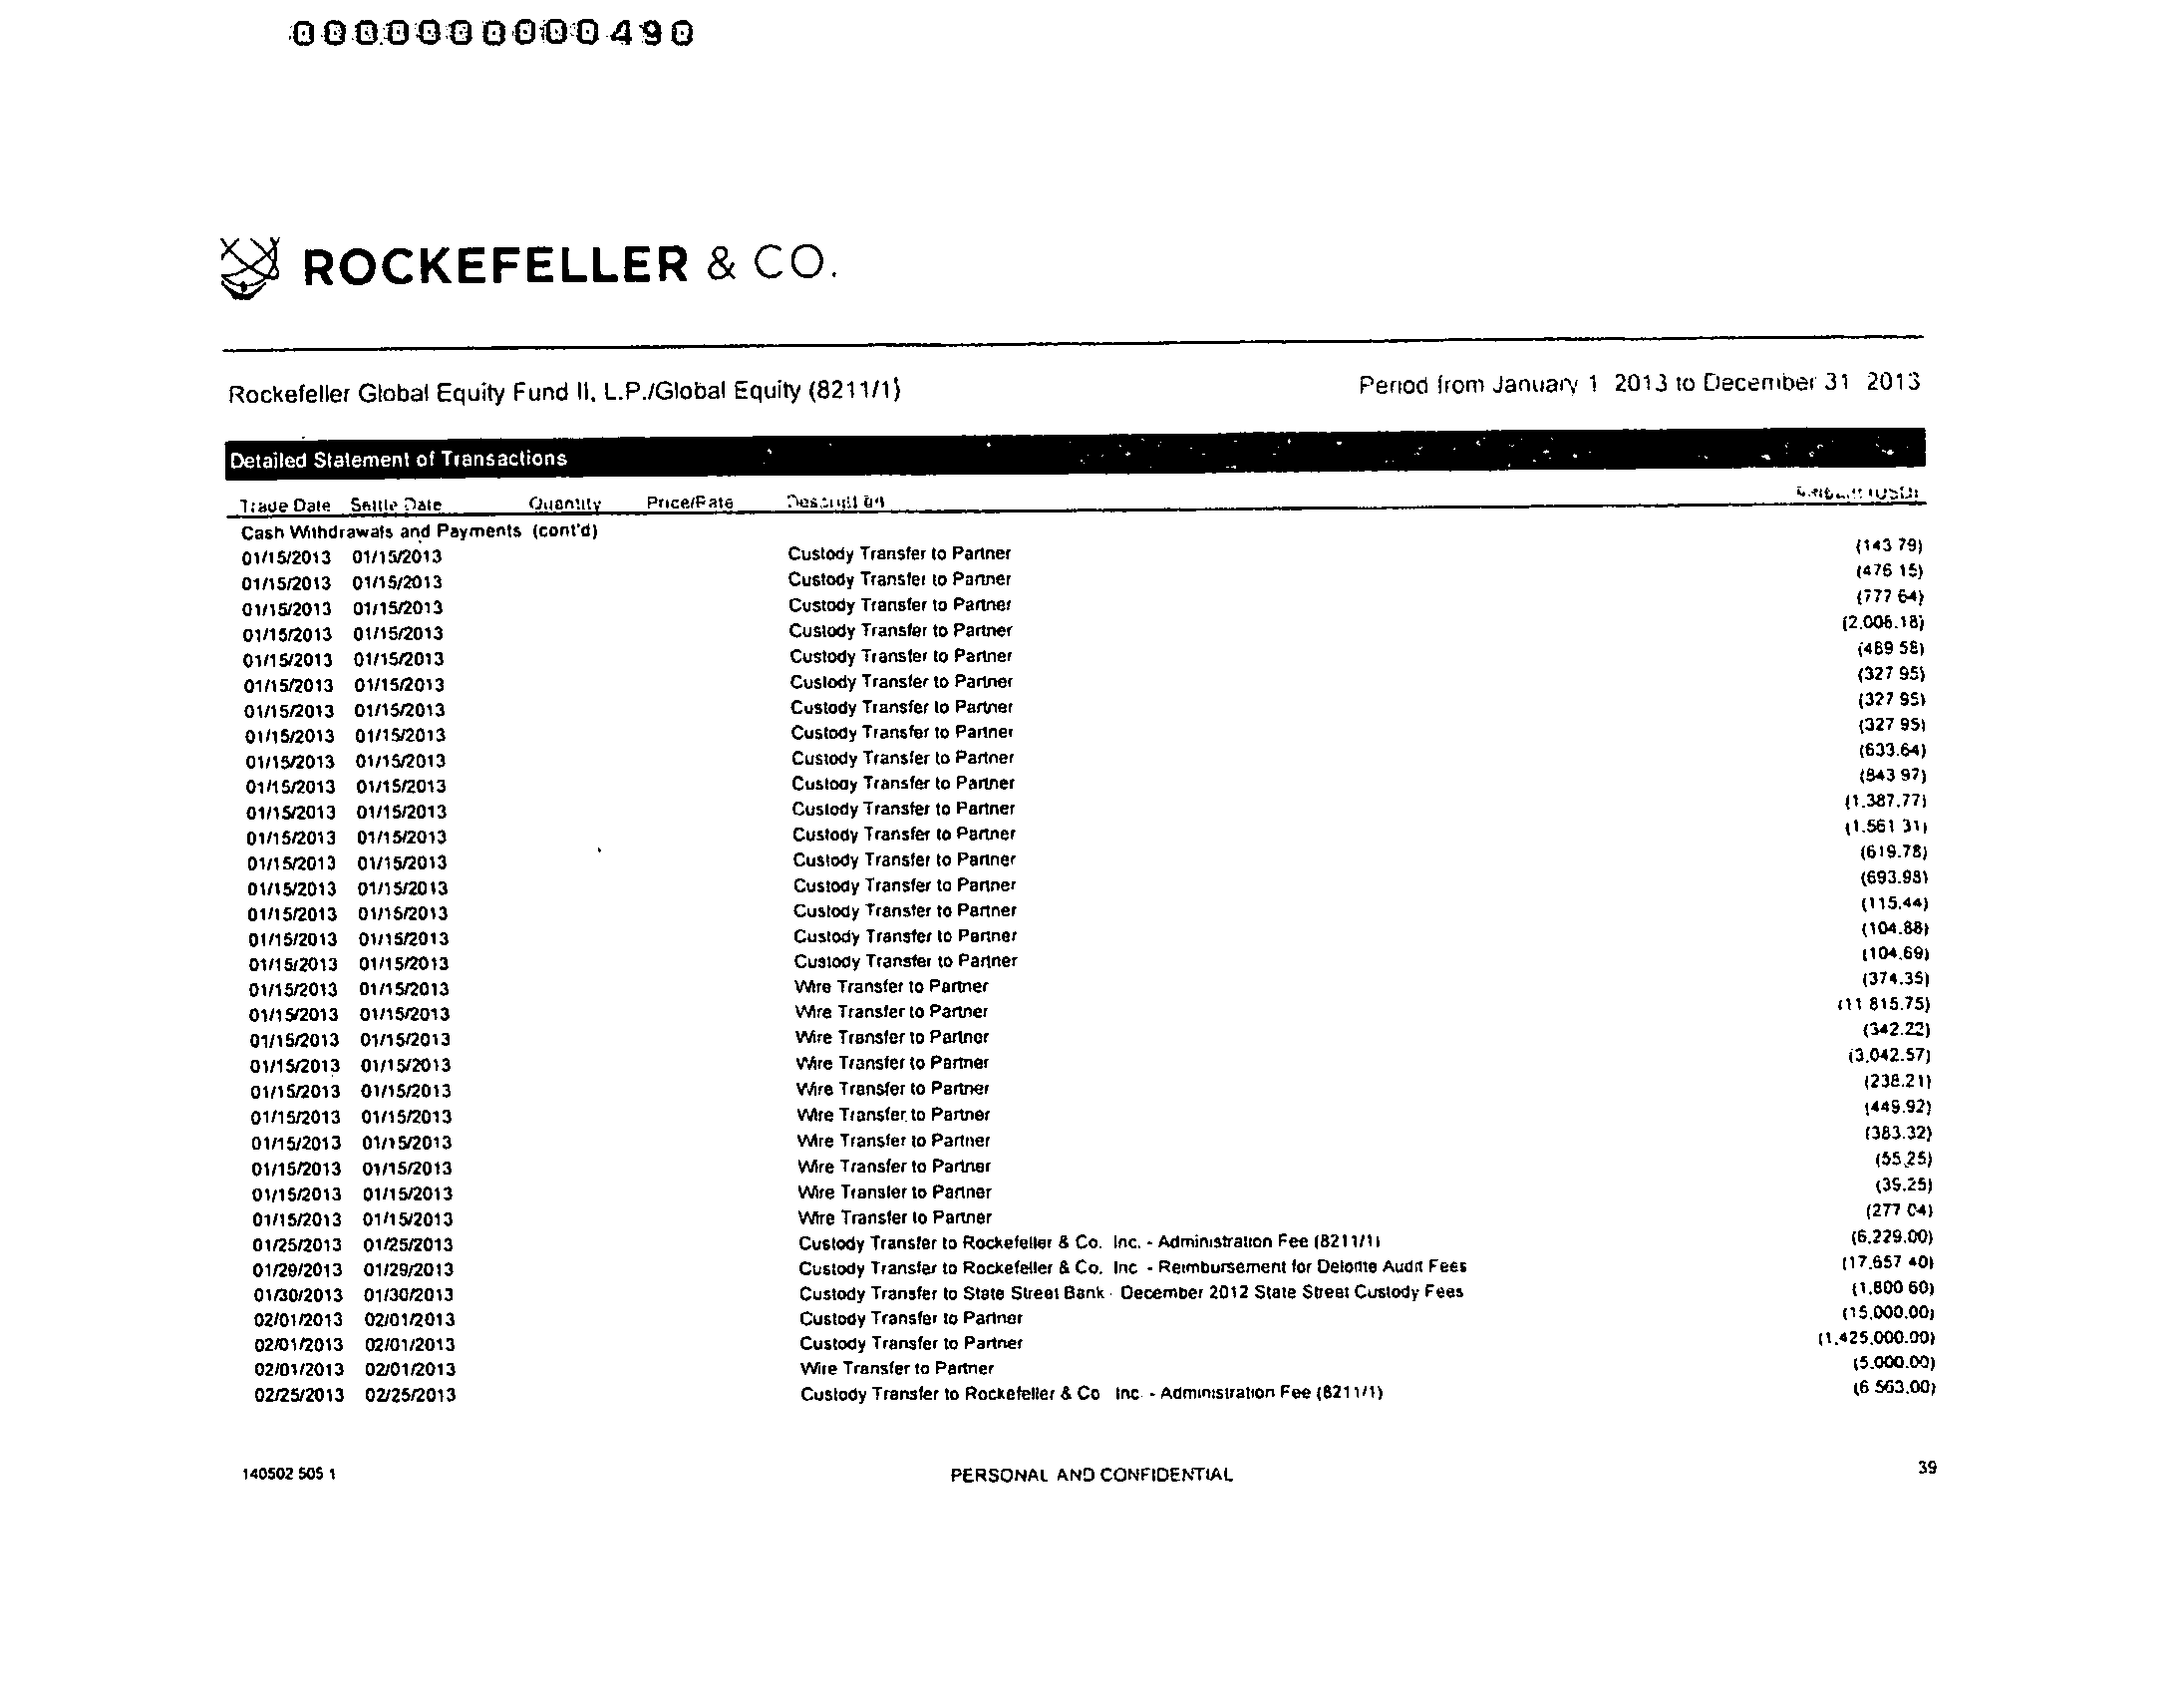 0000000000490
ROCKEFELLER & CO.
Rockefeller Global Equity Fund II, L.P./Global Equity (8211/1) Period from January 1 2013 to December 31 2013
Detailed Statement of Transactions
Trade Date Settle Date Quantity Price/Rate Description Amount (USD)
Cash Withdrawals and Payments (cont'd)
01/15/2013 01/15/2013 Custody Transfer to Partner (143 79)
01/15/2013 01/15/2013 Custody Transfer to Partner (476 15)
01/15/2013 01/15/2013 Custody Transfer to Partner (777 64)
01/15/2013 01/15/2013 Custody Transfer to Partner (2,006.18)
01/15/2013 01/15/2013 Custody Transfer to Partner (489 58)
01/15/2013 01/15/2013 Custody Transfer to Partner (327 95)
01/15/2013 01/15/2013 Custody Transfer to Partner (327 95)
01/15/2013 01/15/2013 Custody Transfer to Partner (327 95)
01/15/2013 01/15/2013 Custody Transfer to Partner (633.64)
01/15/2013 01/15/2013 Custody Transfer to Partner (843 97)
01/15/2013 01/15/2013 Custody Transfer to Partner (1,387.77)
01/15/2013 01/15/2013 Custody Transfer to Partner (1,561 31)
01/15/2013 01/15/2013 Custody Transfer to Partner (619.78)
01/15/2013 01/15/2013 Custody Transfer to Partner (693.98)
01/15/2013 01/15/2013 Custody Transfer to Partner (115.44)
01/15/2013 01/15/2013 Custody Transfer to Partner (104.88)
01/15/2013 01/15/2013 Custody Transfer to Partner (104.69)
01/15/2013 01/15/2013 Wire Transfer to Partner (374.35)
01/15/2013 01/15/2013 Wire Transfer to Partner (11 815.75)
01/15/2013 01/15/2013 Wire Transfer to Partner (342.22)
01/15/2013 01/15/2013 Wire Transfer to Partner (3,042.57)
01/15/2013 01/15/2013 Wire Transfer to Partner (238.21)
01/15/2013 01/15/2013 Wire Transfer to Partner (449.92)
01/15/2013 01/15/2013 Wire Transfer to Partner (383.32)
01/15/2013 01/15/2013 Wire Transfer to Partner (55.25)
01/15/2013 01/15/2013 Wire Transfer to Partner (39.25)
01/15/2013 01/15/2013 Wire Transfer to Partner (277 04)
01/25/2013 01/25/2013 Custody Transfer to Rockefeller & Co. Inc. - Administration Fee (8211/1) (6,229.00)
01/29/2013 01/29/2013 Custody Transfer to Rockefeller & Co. Inc - Reimbursement for Deloitte Audit Fees (17,657 40)
01/30/2013 01/30/2013 Custody Transfer to State Street Bank - December 2012 State Street Custody Fees (1,800 60)
02/01/2013 02/01/2013 Custody Transfer to Partner (15,000.00)
02/01/2013 02/01/2013 Custody Transfer to Partner (1,425,000.00)
02/01/2013 02/01/2013 Wire Transfer to Partner (5,000.00)
02/25/2013 02/25/2013 Custody Transfer to Rockefeller & Co Inc - Administration Fee (8211/1) (6 563.00)
140502 505 1 PERSONAL AND CONFIDENTIAL 39